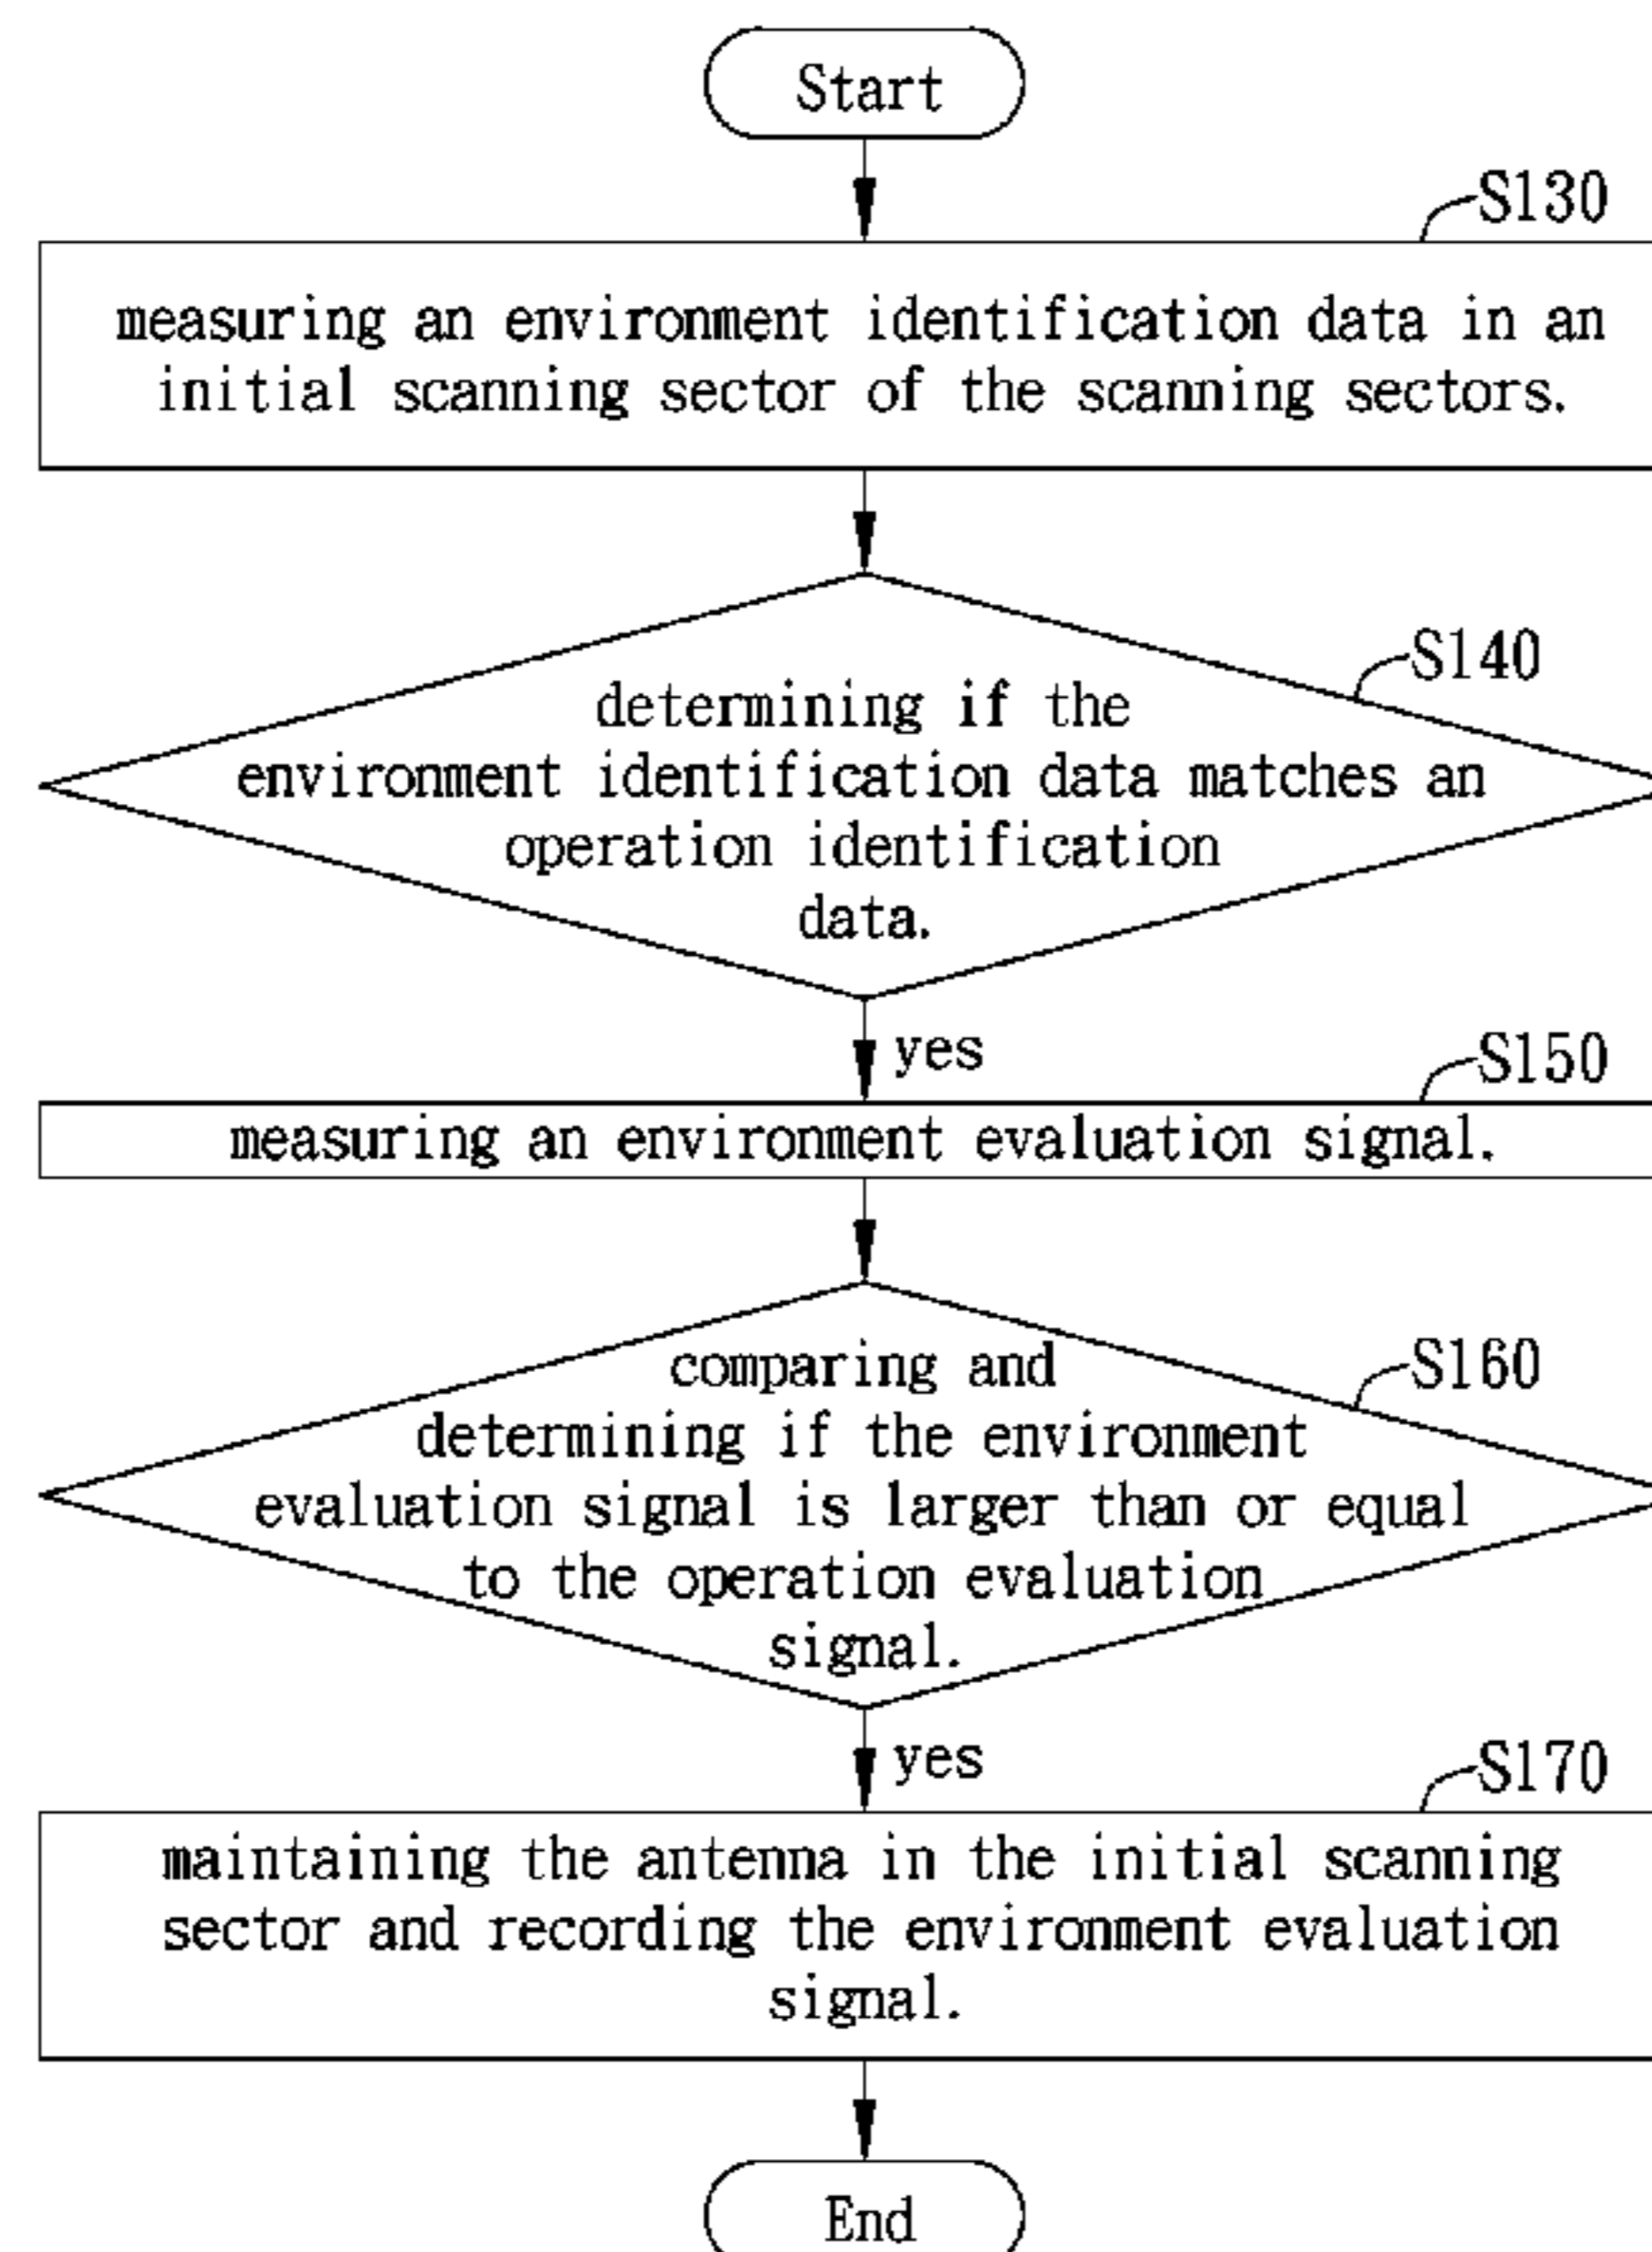 Start
S130
measuring an environment identification data in an
initial scanning sector of the scanning sectors.
S140
determining if the
environment identification data matches an
operation identification
data.
yes
S150
measuring an environment evaluation signal.
S160
comparing and
determining if the environment
evaluation signal is larger than or equal
to the operation evaluation
signal.
yes
S170
maintaining the antenna in the initial scanning
sector and recording the environment evaluation
signal.
End